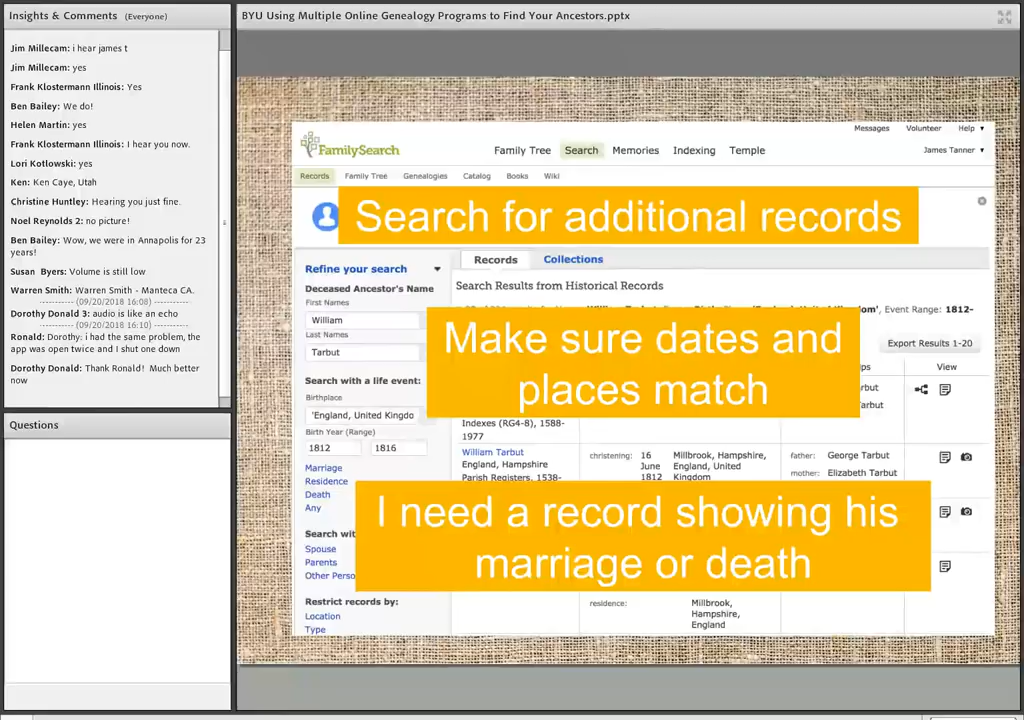 Insights & Comments (Everyone)
Jim Millecam: i hear james t
Jim Millecam: yes
Frank Klostermann Illinois: Yes
Ben Bailey: We do!
Helen Martin: yes
Frank Klostermann Illinois: I hear you now.
Lori Kotlowski: yes
Ken: Ken Caye, Utah
Christine Huntley: Hearing you just fine.
Noel Reynolds 2: no picture!
Ben Bailey: Wow, we were in Annapolis for 23
years!
Susan Byers: Volume is still low
Warren Smith: Warren Smith - Manteca CA.
---------- (09/20/2018 16:08) ----------
Dorothy Donald 3: audio is like an echo
---------- (09/20/2018 16:10) ----------
Ronald: Dorothy: i had the same problem, the
app was open twice and I shut one down
Dorothy Donald: Thank Ronald! Much better
now
Questions
BYU Using Multiple Online Genealogy Programs to Find Your Ancestors.pptx
Messages Volunteer Help
FamilySearch
Family Tree Search Memories Indexing Temple
James Tanner
Records Family Tree Genealogies Catalog Books Wiki
Search for additional records
Refine your search
Deceased Ancestor's Name
First Names
William
Last Names
Tarbut
Search with a life event:
Birthplace
'England, United Kingdo
Birth Year (Range)
1812 1816
Marriage
Residence
Death
Any
Spouse
Parents
Restrict records by:
Location
Type
Records Collections
Search Results from Historical Records
Event Range: 1812-
Export Results 1-20
View
Make sure dates and
places match
Indexes (RG4-8), 1588-
1977
William Tarbut
England, Hampshire
Parish Registers, 1538-
christening: 16
June
1812
Millbrook, Hampshire,
England, United
Kingdom
father: George Tarbut
mother: Elizabeth Tarbut
I need a record showing his
marriage or death
residence: Millbrook,
Hampshire,
England